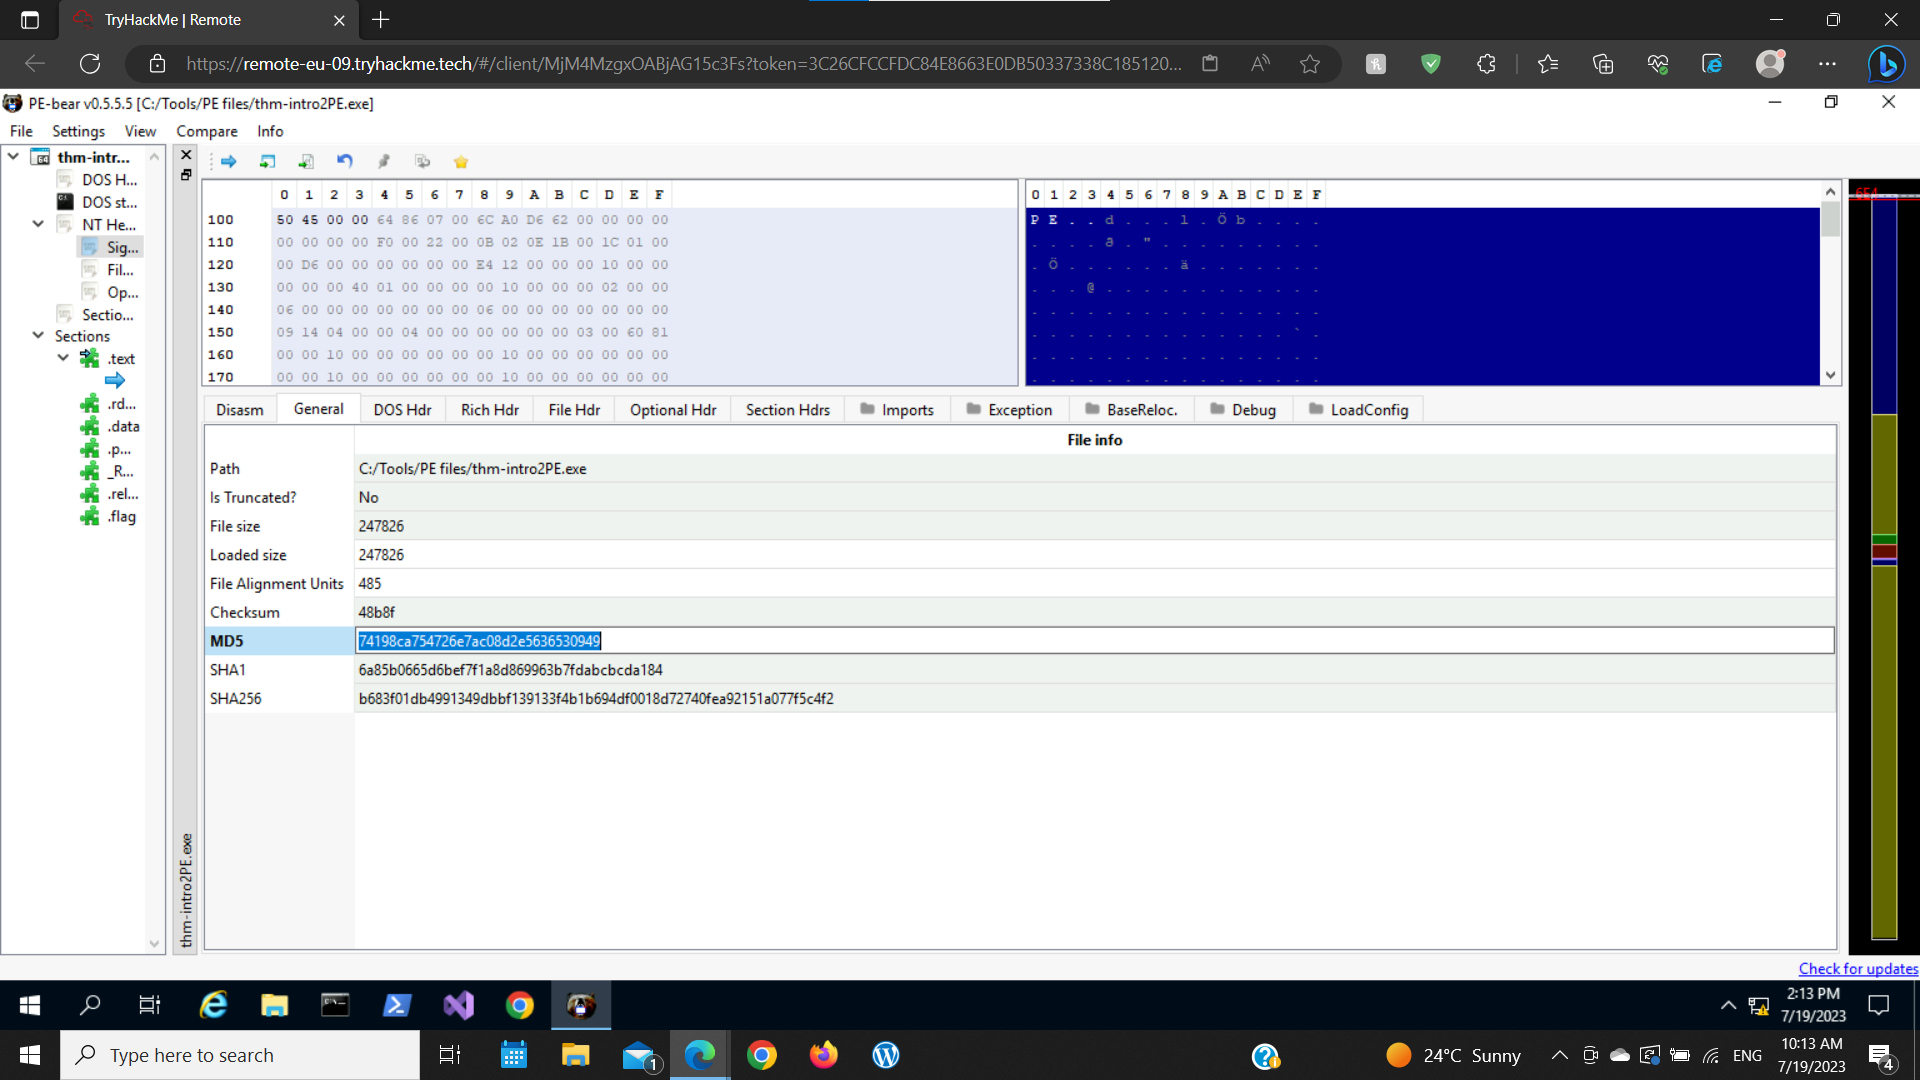 TryHackMe | Remote
https://remote-eu-09.tryhackme.tech/#/client/MjM4MzgxOABjAG15c3Fs?token=3C26CFCCFDC84E8663E0DB50337338C185120...
PE-bear v0.5.5.5 [C:/Tools/PE files/thm-intro2PE.exe]
File Settings View Compare Info
thm-intr...
DOS H...
DOS st...
NT He...
Sig...
Fil...
Op...
Sectio...
Sections
.text
.rd...
.data
.p...
_R...
.rel...
.flag
thm-intro2PE.exe
0 1 2 3 4 5 6 7 8 9 A B C D E F
100 50 45 00 00 64 86 07 00 6C A0 D6 62 00 00 00 00
110 00 00 00 00 F0 00 22 00 0B 02 0E 1B 00 1C 01 00
120 00 D6 00 00 00 00 00 00 E4 12 00 00 00 10 00 00
130 00 00 00 40 01 00 00 00 00 10 00 00 00 02 00 00
140 06 00 00 00 00 00 00 00 06 00 00 00 00 00 00 00
150 09 14 04 00 00 04 00 00 00 00 00 00 03 00 60 81
160 00 00 10 00 00 00 00 00 00 10 00 00 00 00 00 00
170 00 00 10 00 00 00 00 00 00 10 00 00 00 00 00 00
0 1 2 3 4 5 6 7 8 9 A B C D E F
P E . . d . . . l . Ö b . . . .
. . . . . " . . . . . . . . .
. Ö . . . . . . ä . . . . . . .
. . . @ . . . . . . . . . . . .
. . . . . . . . . . . . . . . .
. . . . . . . . . . . . . . ` .
. . . . . . . . . . . . . . . .
. . . . . . . . . . . . . . . .
Disasm General DOS Hdr Rich Hdr File Hdr Optional Hdr Section Hdrs Imports Exception BaseReloc. Debug LoadConfig
File info
Path C:/Tools/PE files/thm-intro2PE.exe
Is Truncated? No
File size 247826
Loaded size 247826
File Alignment Units 485
Checksum 48b8f
MD5 74198ca754726e7ac08d2e5636530949
SHA1 6a85b0665d6bef7f1a8d869963b7fdabcbcda184
SHA256 b683f01db4991349dbbf139133f4b1b694df0018d72740fea92151a077f5c4f2
Check for updates
2:13 PM
7/19/2023
Type here to search
1
24°C Sunny
ENG
10:13 AM
7/19/2023
4